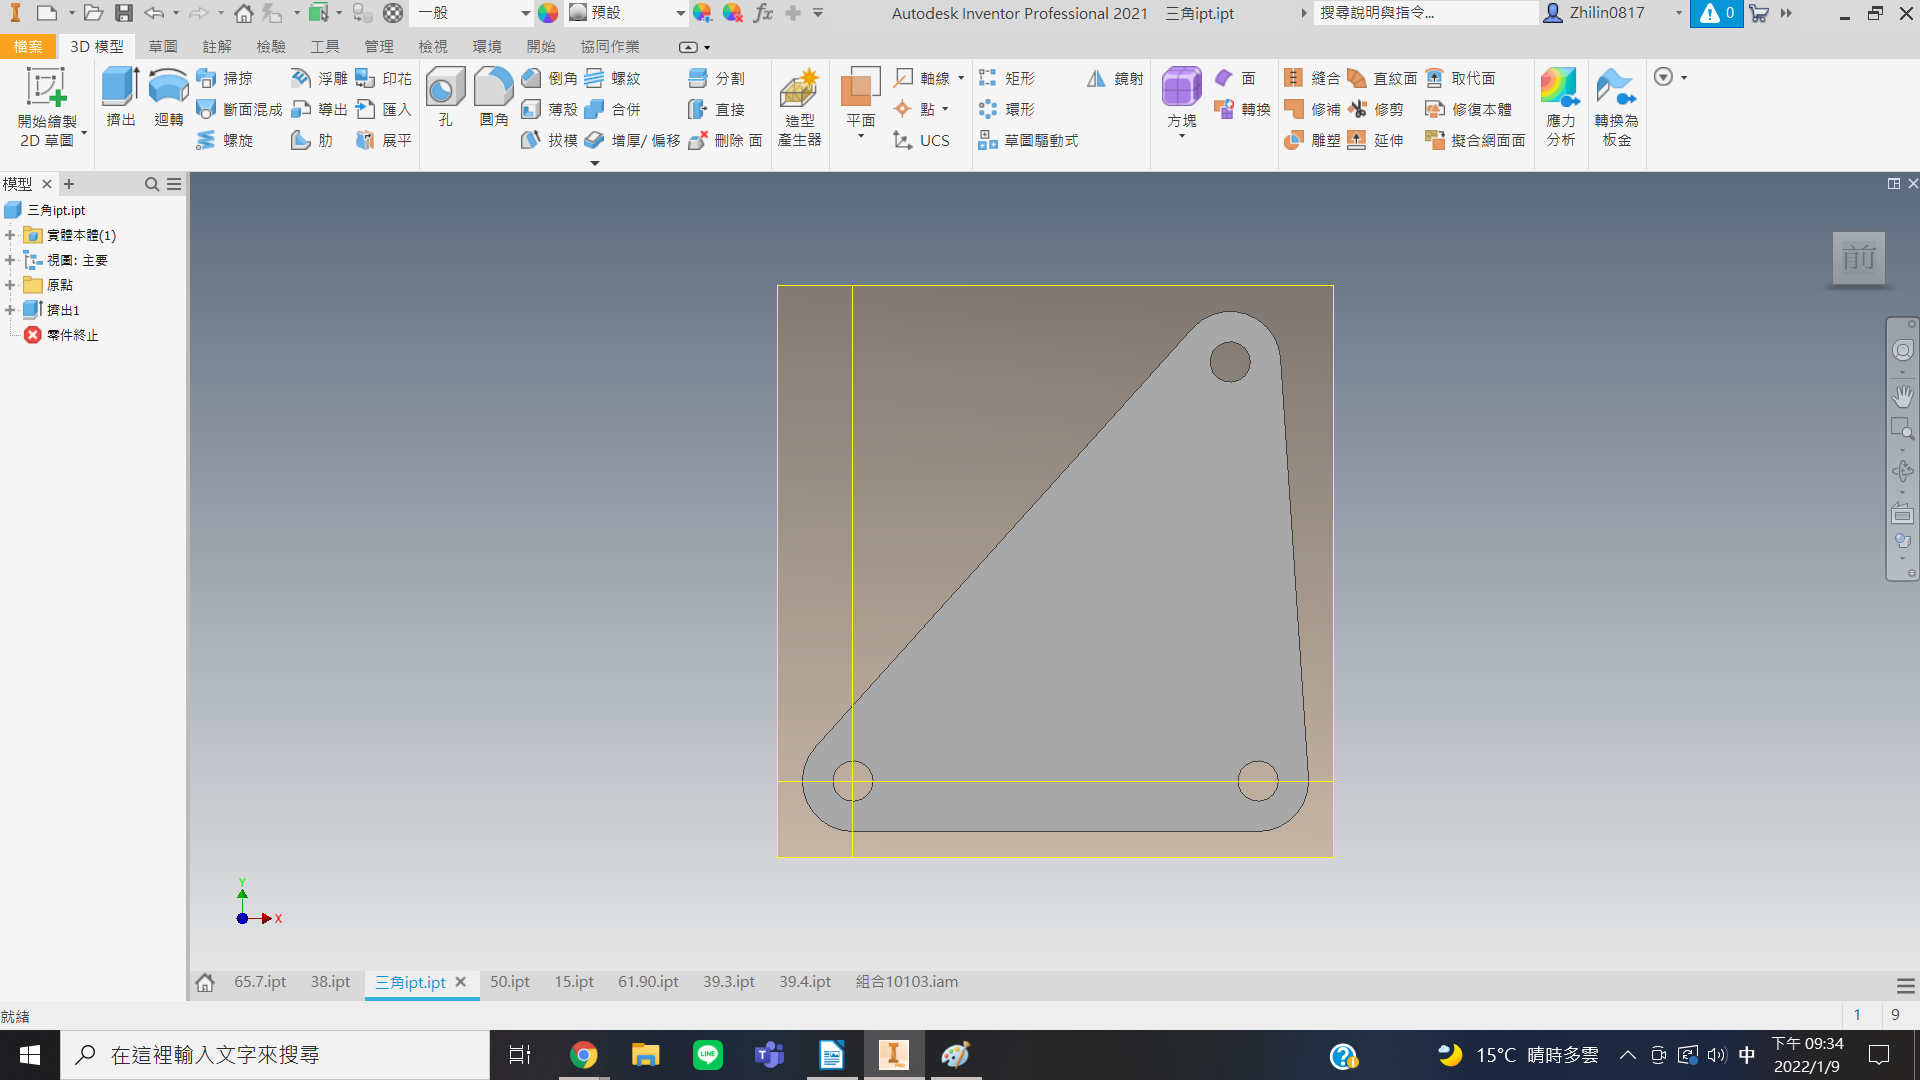 一般
預設
Autodesk Inventor Professional 2021 三角ipt.ipt
搜尋說明與指令...
Zhilin0817
0
檔案 3D 模型 草圖 註解 檢驗 工具 管理 檢視 環境 開始 協同作業
開始繪製
2D 草圖
擠出
迴轉
掃掠
斷面混成
螺旋
浮雕
導出
肋
印花
匯入
展平
孔
圓角
倒角
薄殼
拔模
螺紋
合併
增厚/ 偏移
分割
直接
刪除 面
造型
產生器
平面
軸線
點
UCS
矩形
環形
草圖驅動式
鏡射
方塊
面
轉換
縫合
修補
雕塑
直紋面
修剪
延伸
取代面
修復本體
擬合網面面
應力
分析
轉換為
板金
模型
三角ipt.ipt
實體本體(1)
視圖: 主要
原點
擠出1
零件終止
前
Y
X
65.7.ipt 38.ipt 三角ipt.ipt 50.ipt 15.ipt 61.90.ipt 39.3.ipt 39.4.ipt 組合10103.iam
就緒
1 9
在這裡輸入文字來搜尋
LINE
15°C 晴時多雲
中
下午 09:34
2022/1/9